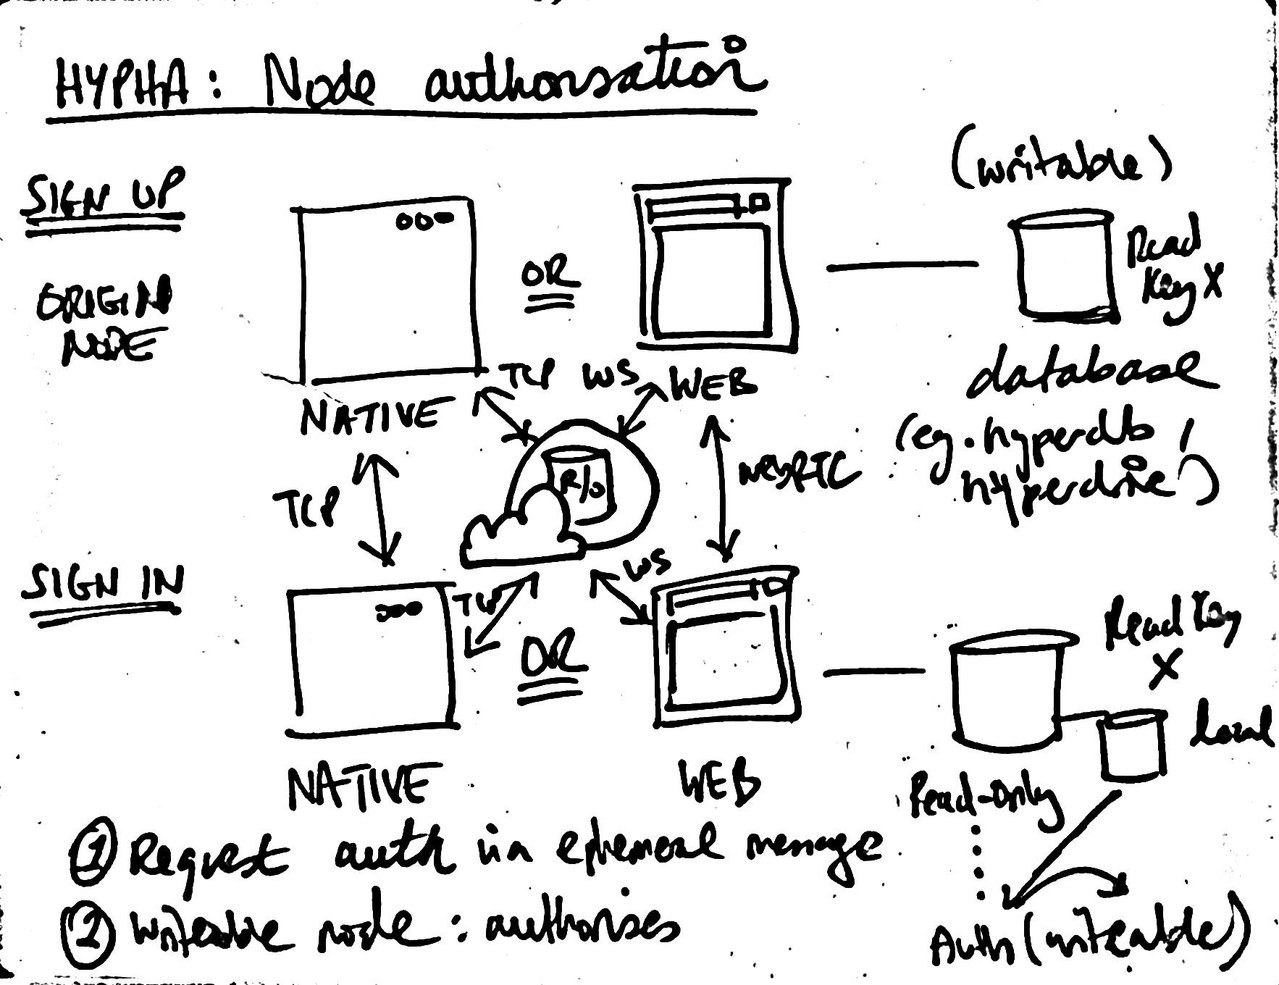 HYPHA: Node authorisation
SIGN UP
(writable)
ORIGIN
NODE
OR
Read
Key X
TCP
WS
NATIVE
WEB
database
(eg. hyperdb,
hyperdrive)
R/O
TCP
WEBRTC
SIGN IN
WS
TCP
OR
Read Key
X
local
NATIVE
WEB
Read-only
① Request auth via ephemeral message
② Writeable node: authorises
Auth (writeable)